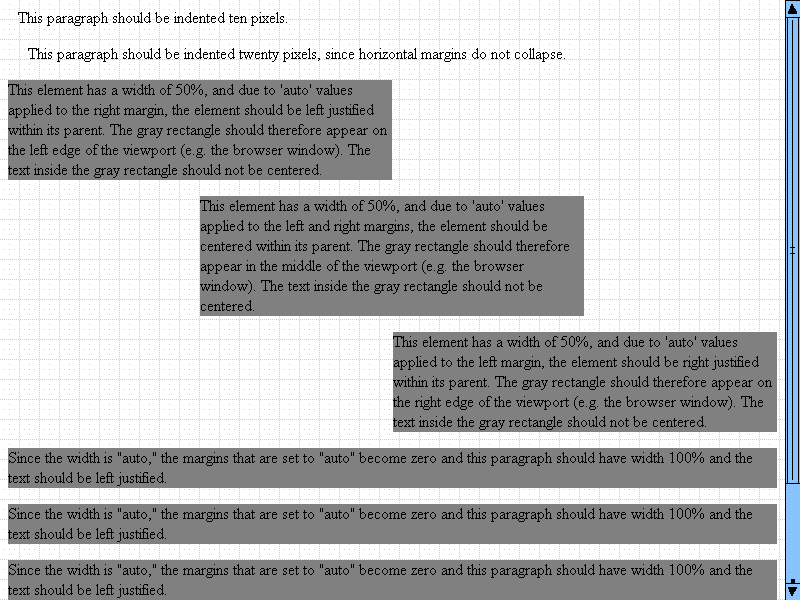 This paragraph should be indented ten pixels.
This paragraph should be indented twenty pixels, since horizontal margins do not collapse.
This element has a width of 50%, and due to 'auto' values
applied to the right margin, the element should be left justified
within its parent. The gray rectangle should therefore appear on
the left edge of the viewport (e.g. the browser window). The
text inside the gray rectangle should not be centered.
This element has a width of 50%, and due to 'auto' values
applied to the left and right margins, the element should be
centered within its parent. The gray rectangle should therefore
appear in the middle of the viewport (e.g. the browser
window). The text inside the gray rectangle should not be
centered.
This element has a width of 50%, and due to 'auto' values
applied to the left margin, the element should be right justified
within its parent. The gray rectangle should therefore appear on
the right edge of the viewport (e.g. the browser window). The
text inside the gray rectangle should not be centered.
Since the width is "auto," the margins that are set to "auto" become zero and this paragraph should have width 100% and the
text should be left justified.
Since the width is "auto," the margins that are set to "auto" become zero and this paragraph should have width 100% and the
text should be left justified.
Since the width is "auto," the margins that are set to "auto" become zero and this paragraph should have width 100% and the
text should be left justified.